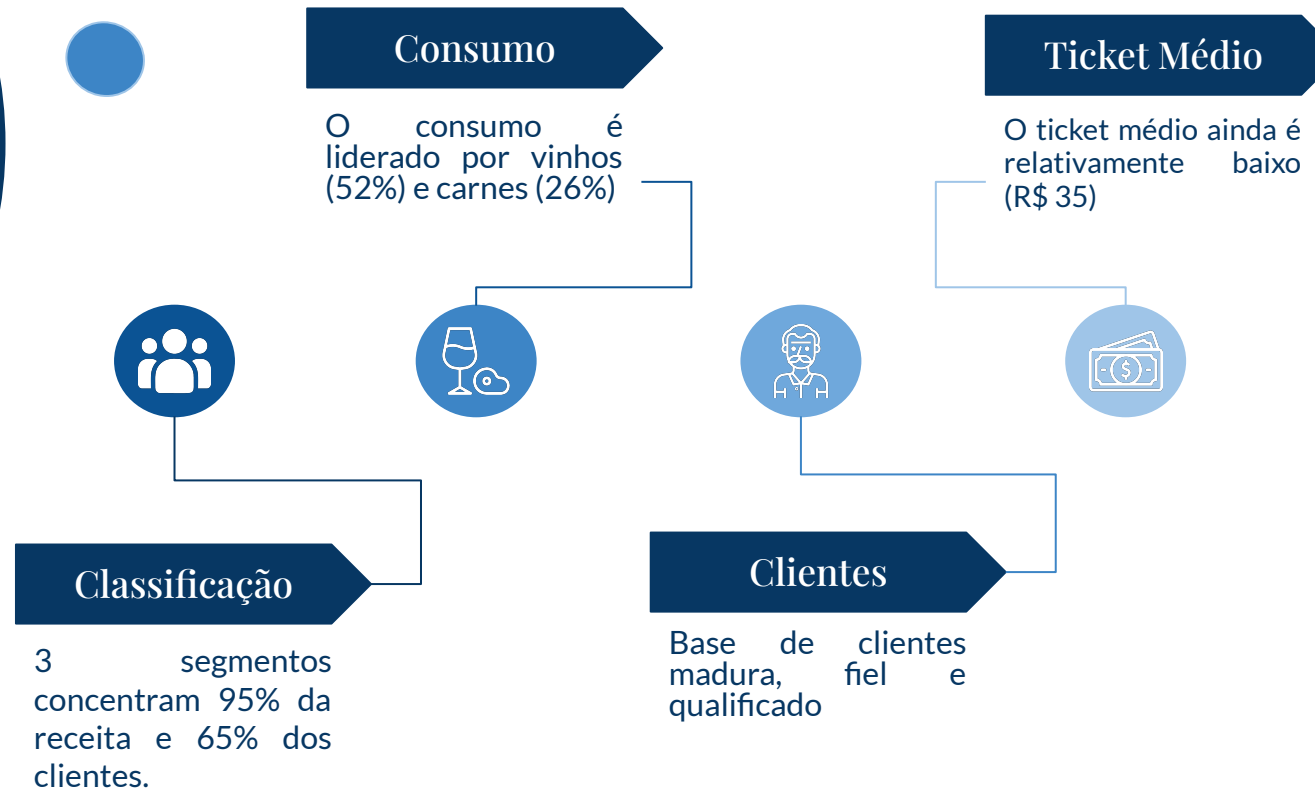 Consumo
O consumo é
liderado por vinhos
(52%) e carnes (26%)
Ticket Médio
O ticket médio ainda é
relativamente baixo
(R$ 35)
Classificação
3 segmentos
concentram 95% da
receita e 65% dos
clientes.
Clientes
Base de clientes
madura, fiel e
qualificado